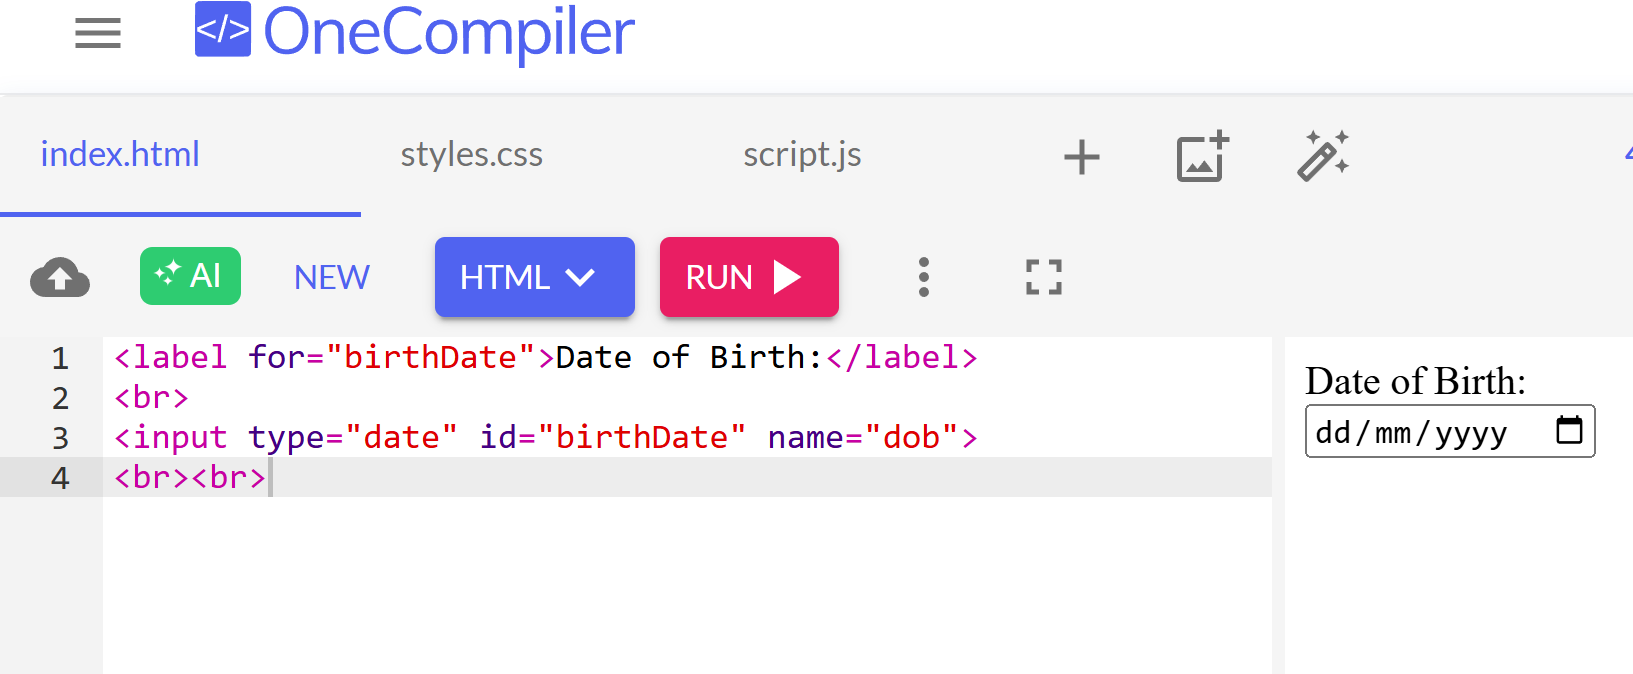 </> OneCompiler
index.html styles.css script.js
AI NEW HTML RUN
1 <label for="birthDate">Date of Birth:</label>
2 <br>
3 <input type="date" id="birthDate" name="dob">
4 <br><br>
Date of Birth:
dd/mm/yyyy